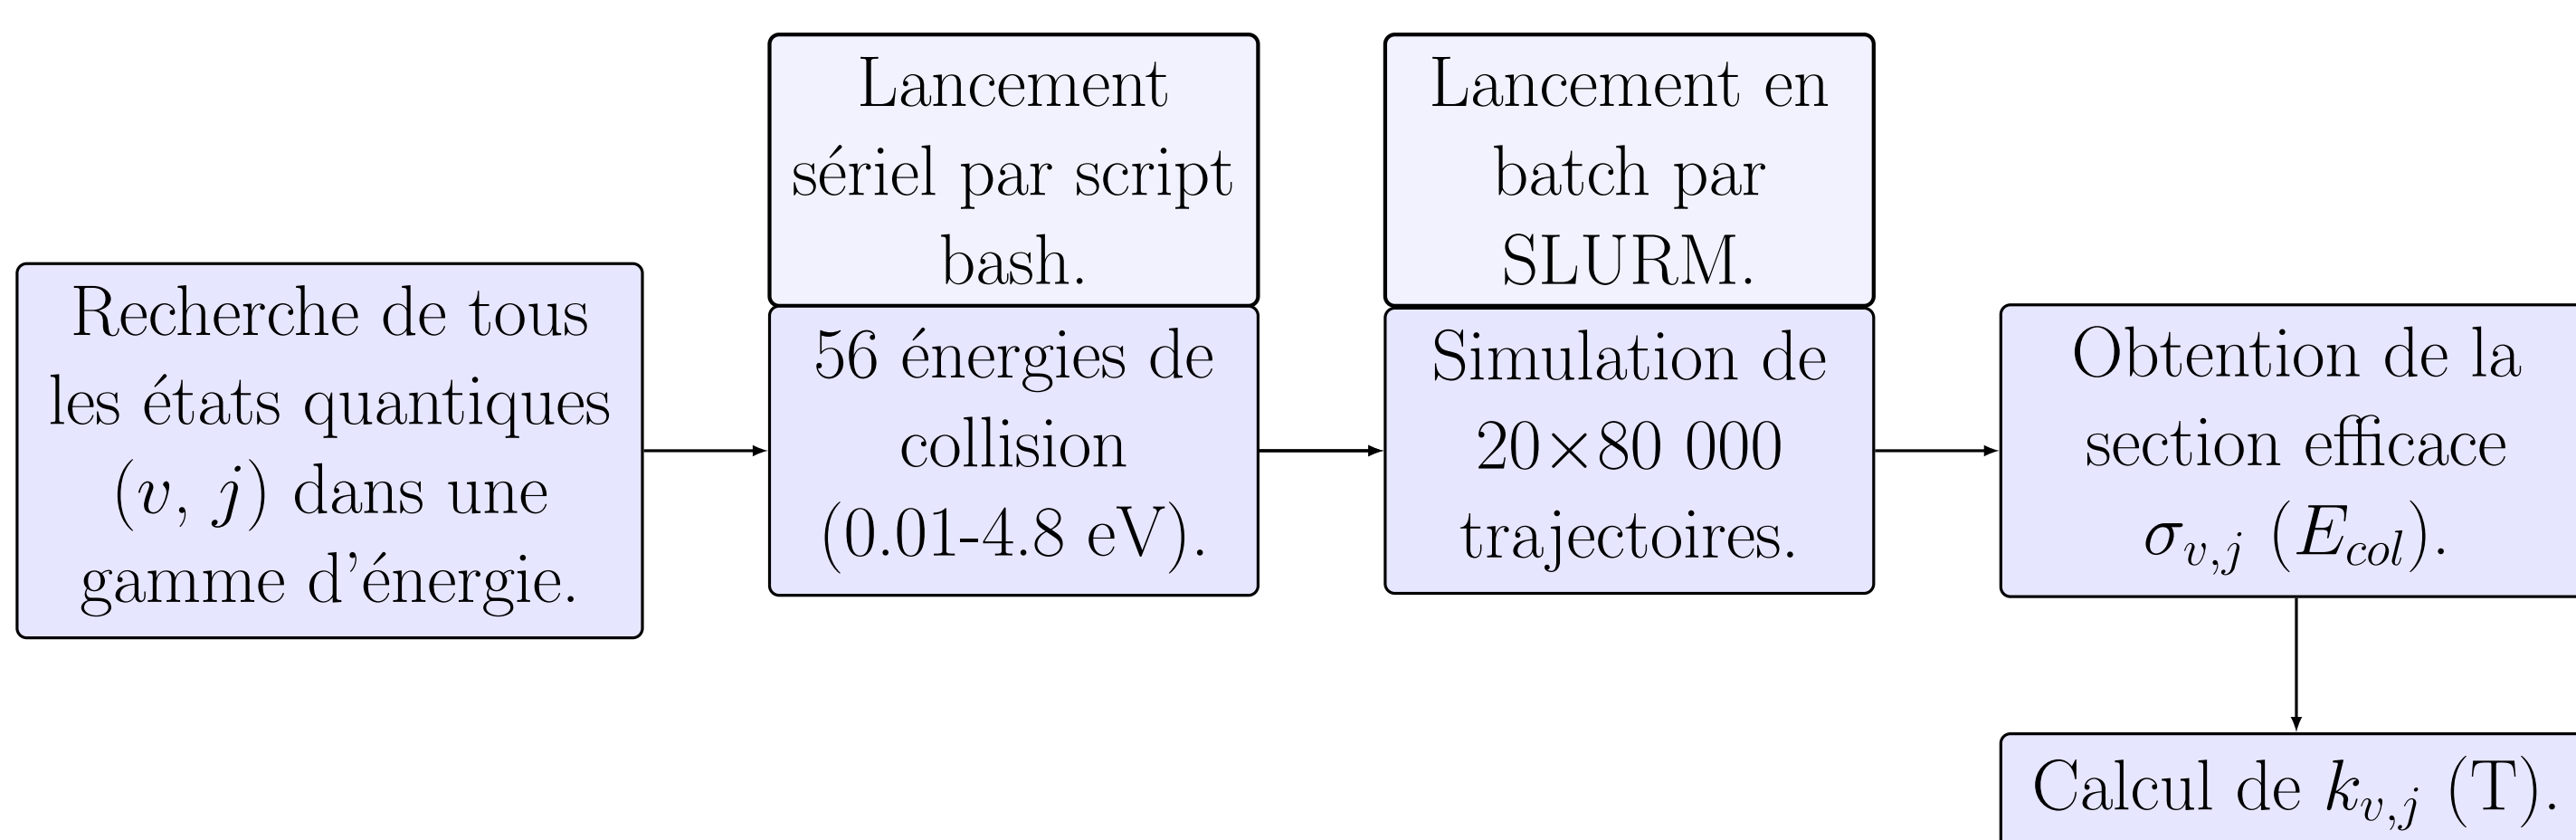 Recherche de tous
les états quantiques
(v, j) dans une
gamme d'énergie.
Lancement
sériel par script
bash.
56 énergies de
collision
(0.01-4.8 eV).
Lancement en
batch par
SLURM.
Simulation de
20×80 000
trajectoires.
Obtention de la
section efficace
σ_{v,j} (E_{col}).
Calcul de k_{v,j} (T).